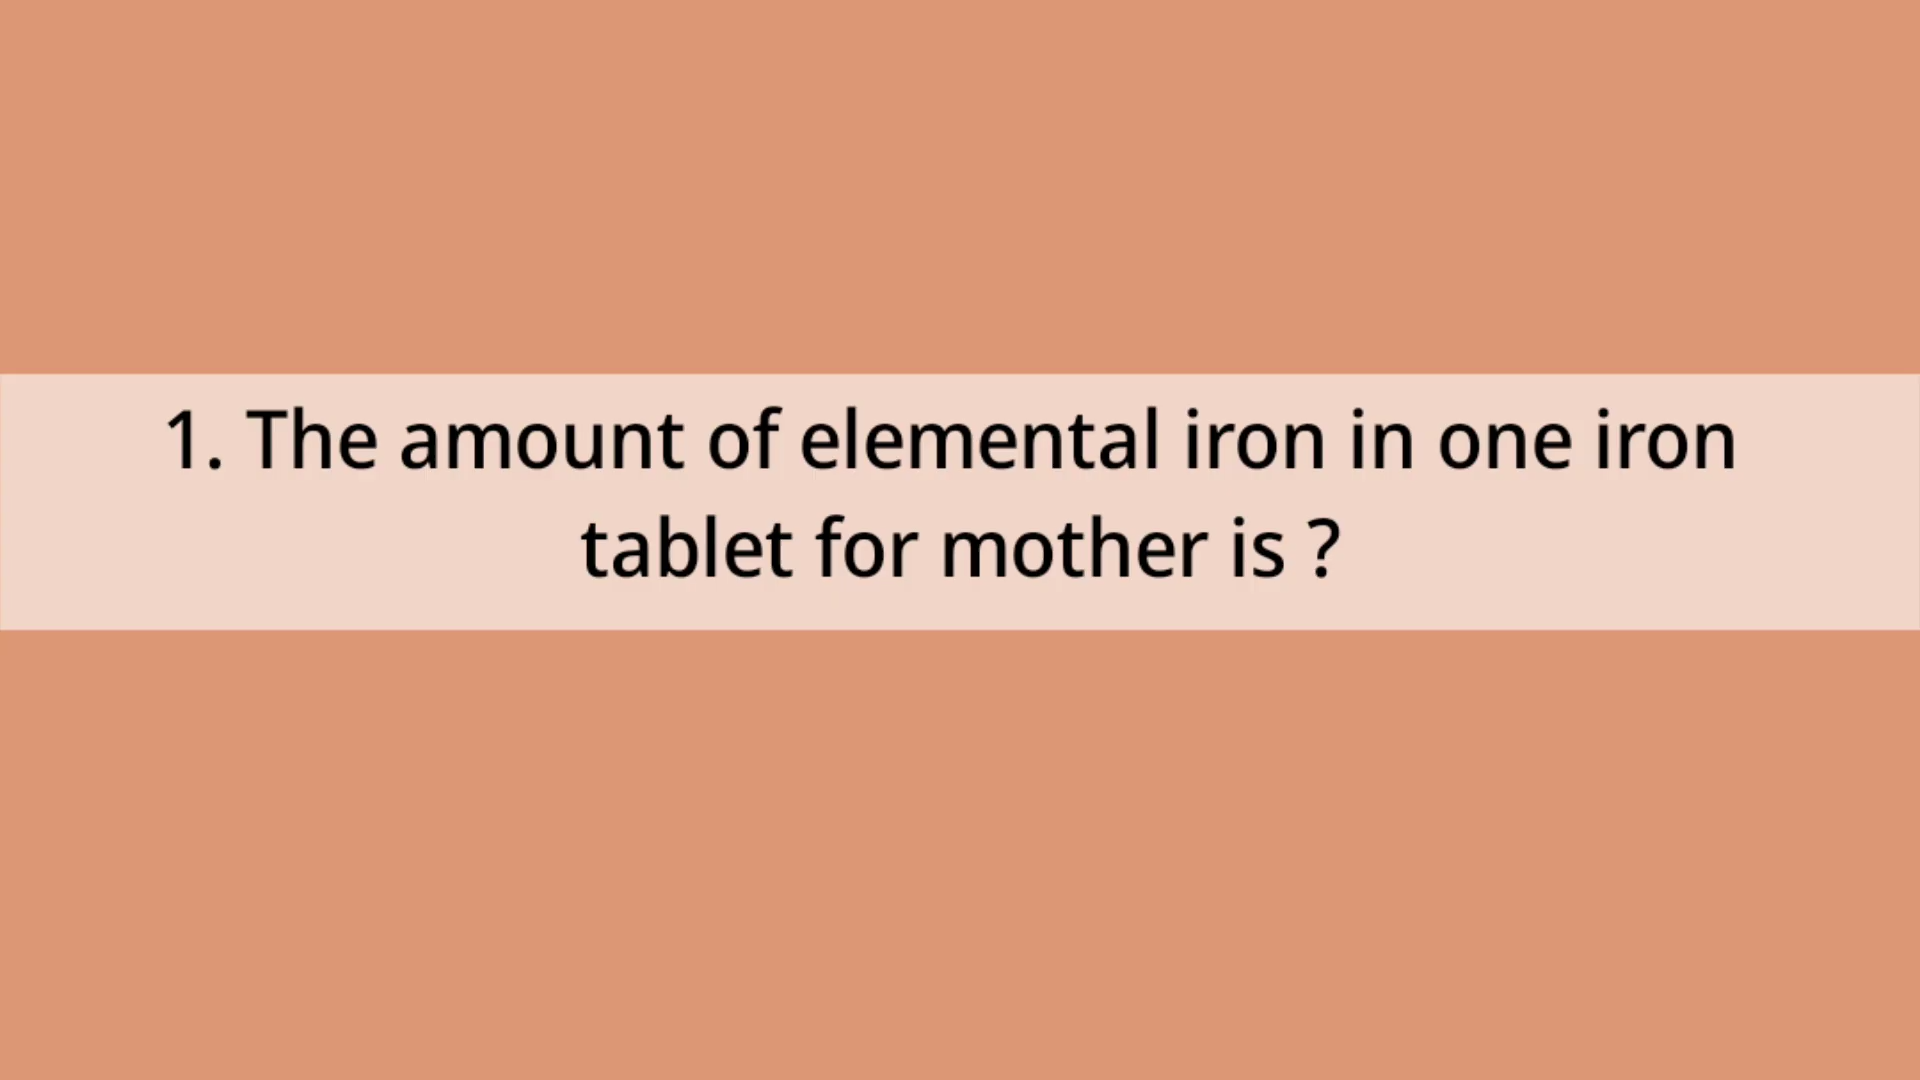 1. The amount of elemental iron in one iron
tablet for mother is ?